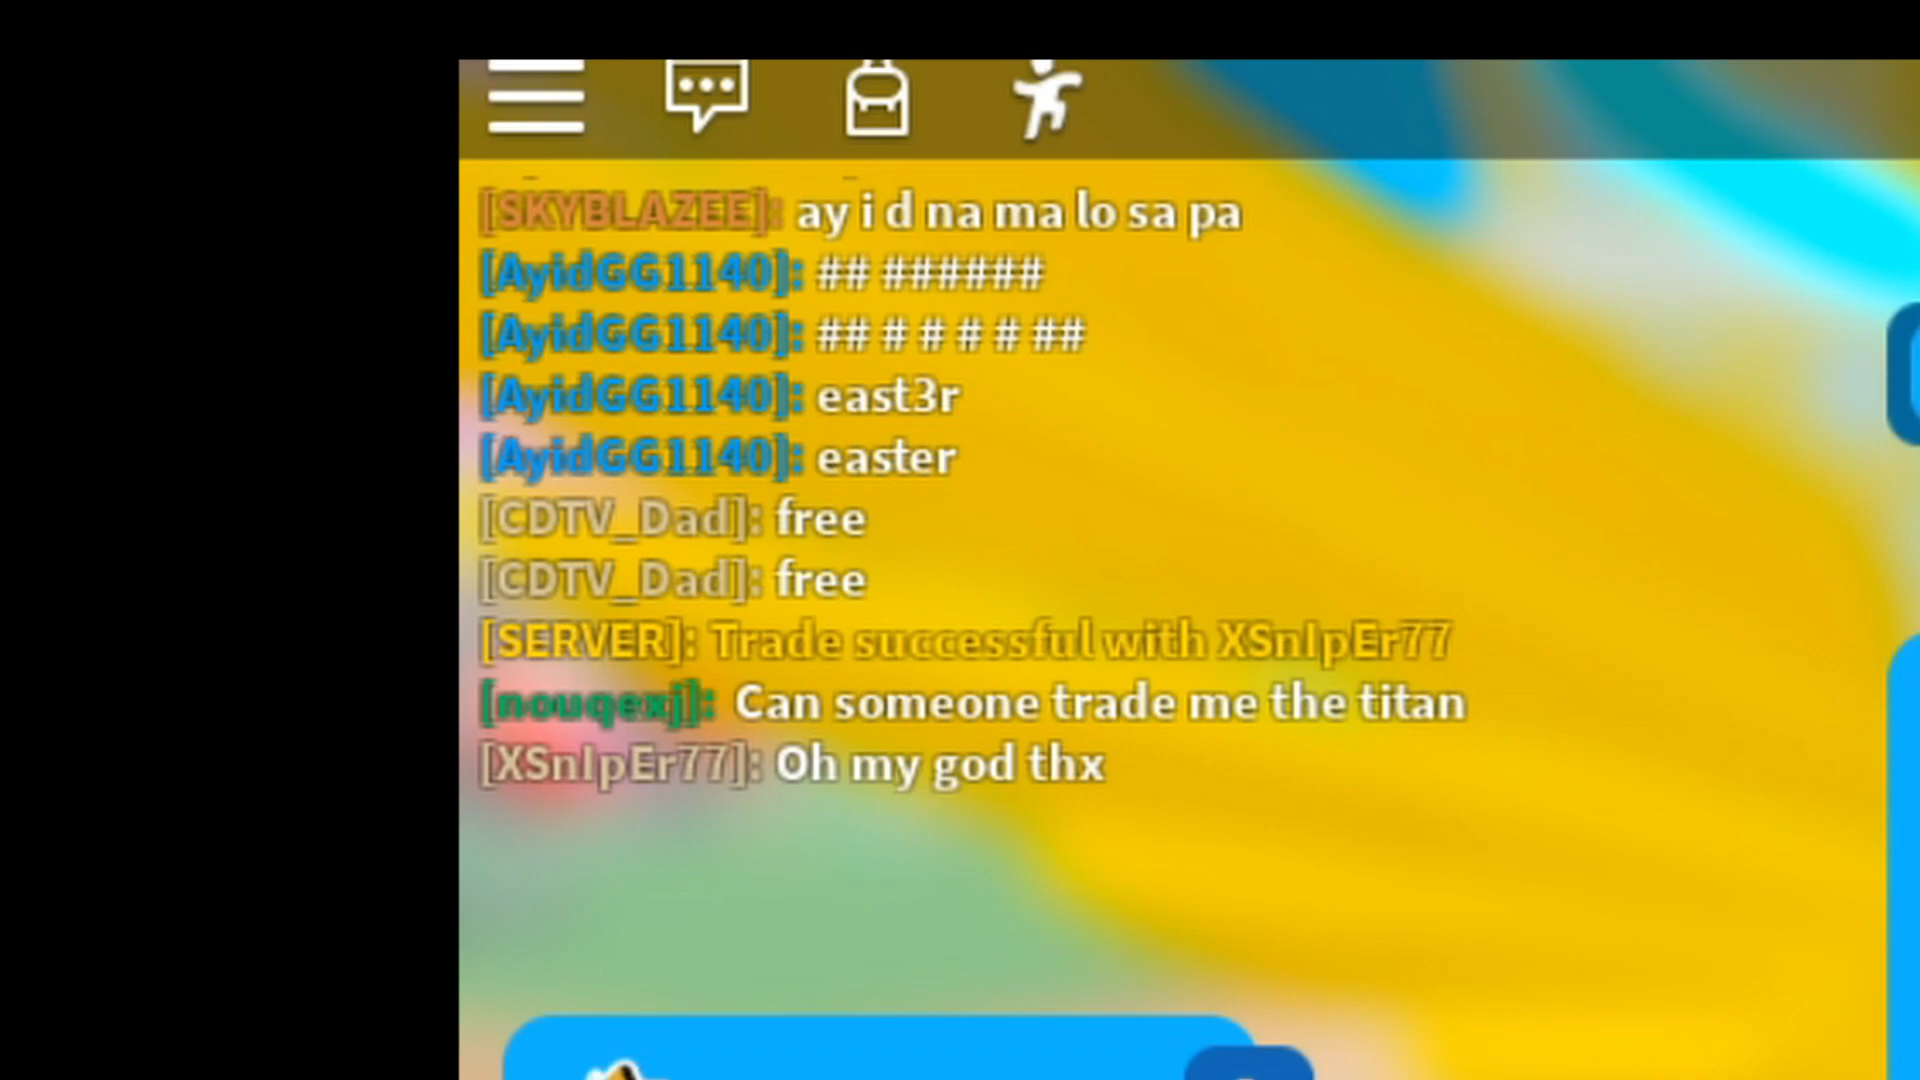 [SKYBLAZEE]: ay i d na ma lo sa pa
[AyidGG1140]: ## ######
[AyidGG1140]: ## # # # # ##
[AyidGG1140]: east3r
[AyidGG1140]: easter
[CDTV_Dad]: free
[CDTV_Dad]: free
[SERVER]: Trade successful with XSnIpEr77
[nouqexj]: Can someone trade me the titan
[XSnIpEr77]: Oh my god thx